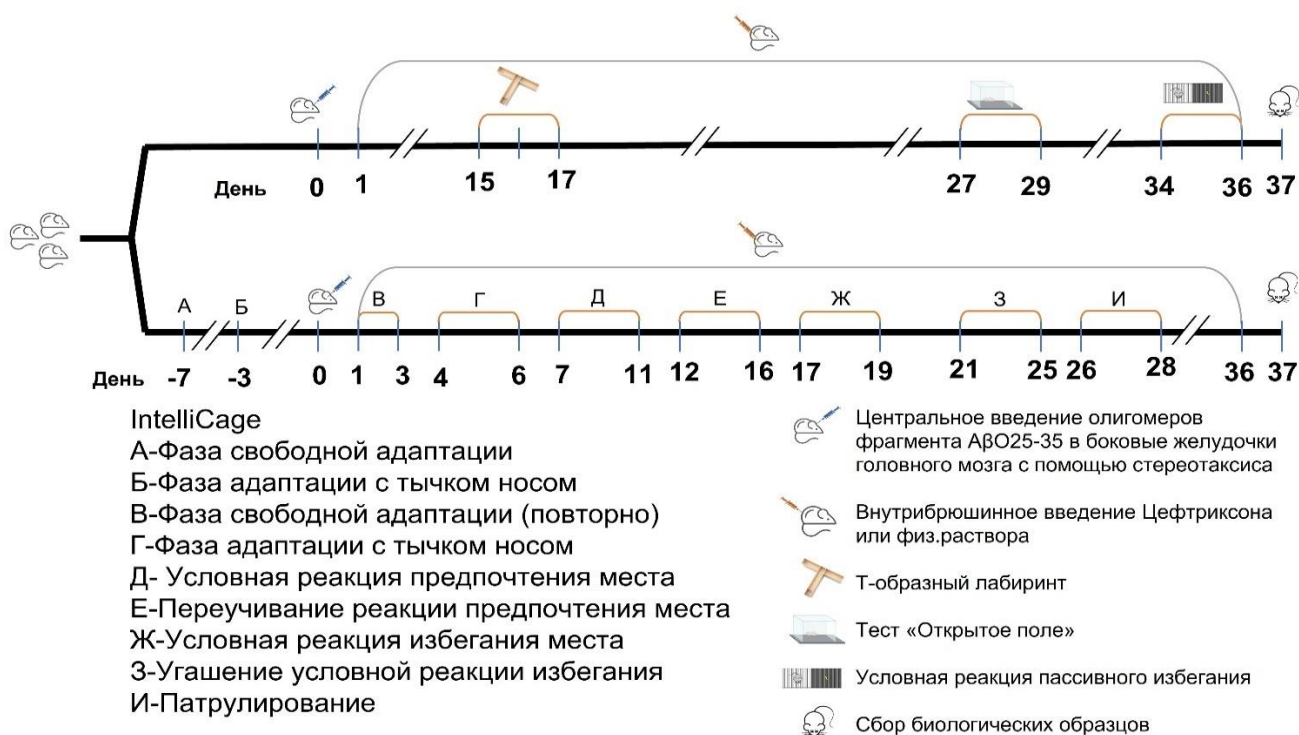 День 0 1 15 17 27 29 34 36 37
А Б В Г Д Е Ж З И
День -7 -3 0 1 3 4 6 7 11 12 16 17 19 21 25 26 28 36 37
IntelliCage
А-Фаза свободной адаптации
Б-Фаза адаптации с тычком носом
В-Фаза свободной адаптации (повторно)
Г-Фаза адаптации с тычком носом
Д- Условная реакция предпочтения места
Е-Переучивание реакции предпочтения места
Ж-Условная реакция избегания места
З-Угашение условной реакции избегания
И-Патрулирование
Центральное введение олигомеров
фрагмента AβO25-35 в боковые желудочки
головного мозга с помощью стереотаксиса
Внутрибрюшинное введение Цефтриксона
или физ.раствора
Т-образный лабиринт
Тест «Открытое поле»
Условная реакция пассивного избегания
Сбор биологических образцов